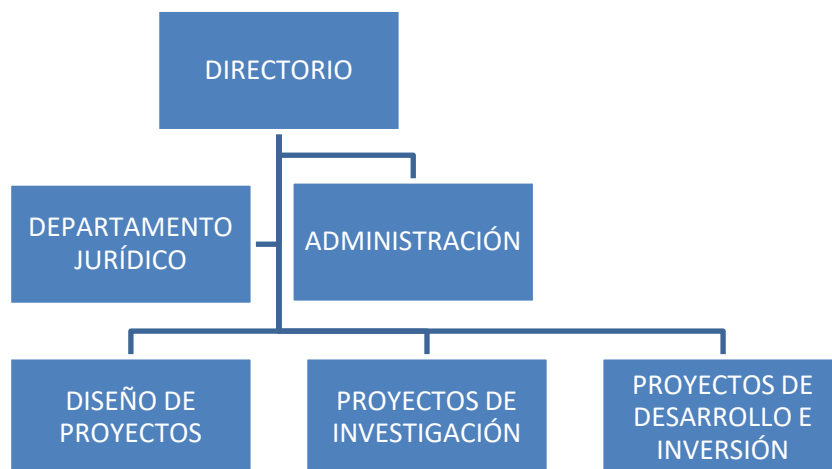 DIRECTORIO
DEPARTAMENTO
JURÍDICO
ADMINISTRACIÓN
DISEÑO DE
PROYECTOS
PROYECTOS DE
INVESTIGACIÓN
PROYECTOS DE
DESARROLLO E
INVERSIÓN